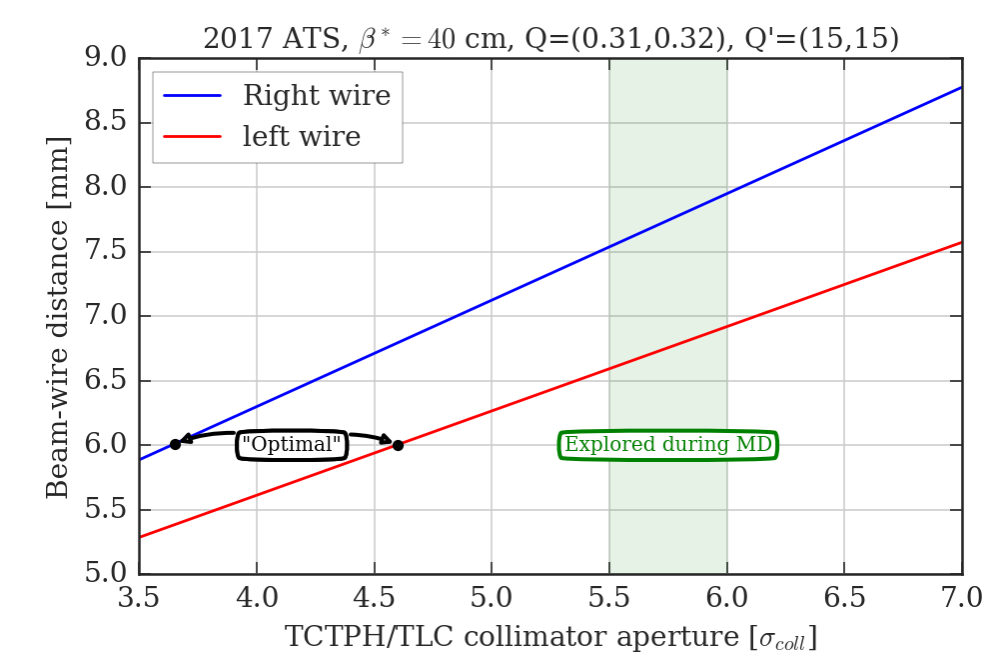 2017 ATS, β* = 40 cm, Q=(0.31,0.32), Q'=(15,15)
Right wire
left wire
Beam-wire distance [mm]
9.0
8.5
8.0
7.5
7.0
6.5
6.0
5.5
5.0
"Optimal"
Explored during MD
3.5 4.0 4.5 5.0 5.5 6.0 6.5 7.0
TCTPH/TLC collimator aperture [σcoll]